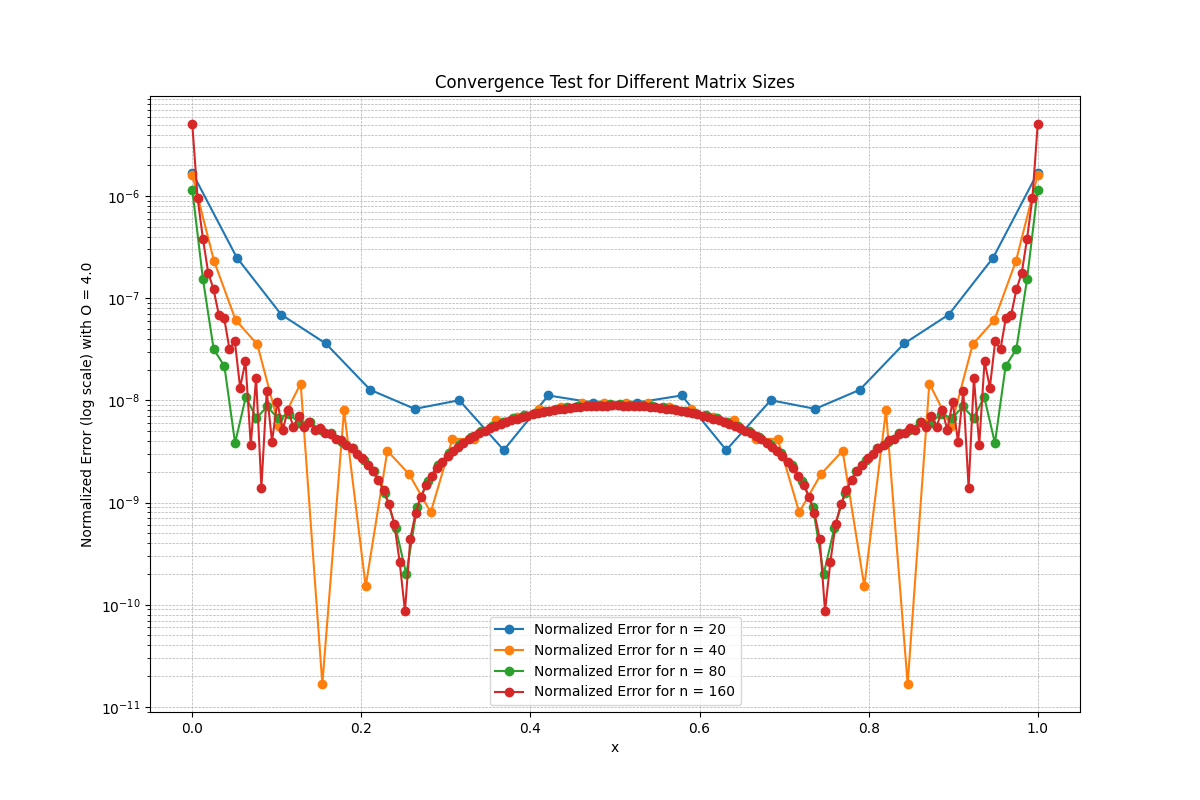 Convergence Test for Different Matrix Sizes
Normalized Error (log scale) with O = 4.0
10⁻⁶
10⁻⁷
10⁻⁸
10⁻⁹
10⁻¹⁰
10⁻¹¹
Normalized Error for n = 20
Normalized Error for n = 40
Normalized Error for n = 80
Normalized Error for n = 160
0.0 0.2 0.4 0.6 0.8 1.0
x